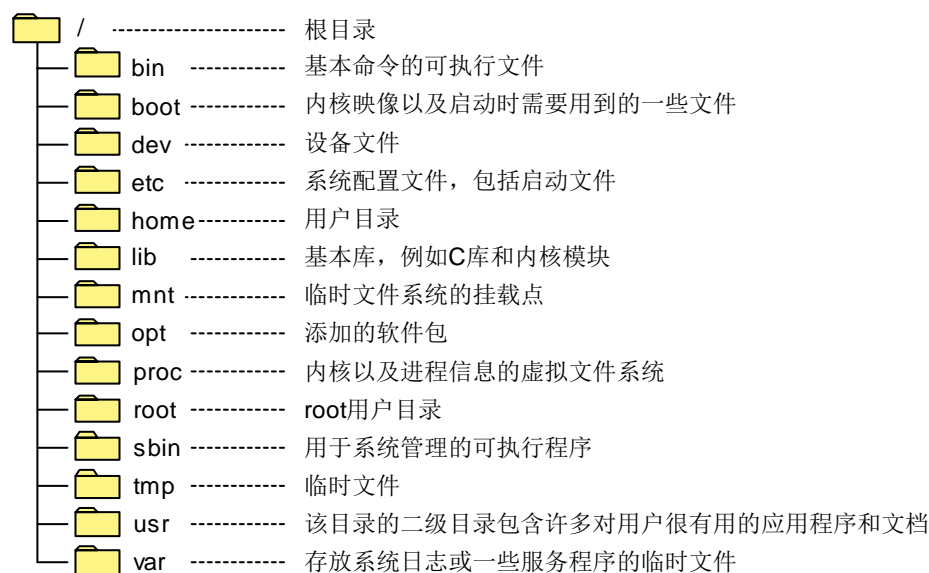 / 根目录
bin 基本命令的可执行文件
boot 内核映像以及启动时需要用到的一些文件
dev 设备文件
etc 系统配置文件，包括启动文件
home 用户目录
lib 基本库，例如C库和内核模块
mnt 临时文件系统的挂载点
opt 添加的软件包
proc 内核以及进程信息的虚拟文件系统
root root用户目录
sbin 用于系统管理的可执行程序
tmp 临时文件
usr 该目录的二级目录包含许多对用户很有用的应用程序和文档
var 存放系统日志或一些服务程序的临时文件